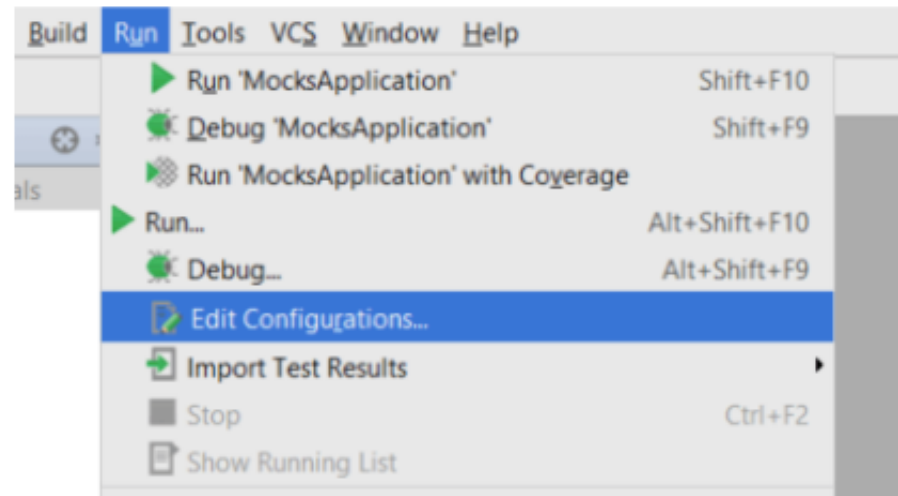 Build Run Tools VCS Window Help
Run 'MocksApplication' Shift+F10
Debug 'MocksApplication' Shift+F9
als
Run 'MocksApplication' with Coverage
Run... Alt+Shift+F10
Debug... Alt+Shift+F9
Edit Configurations...
Import Test Results
Stop Ctrl+F2
Show Running List